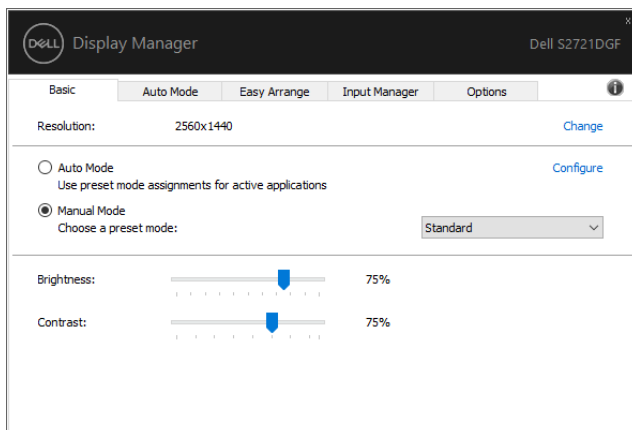 x
DELL Display Manager Dell S2721DGF
Basic Auto Mode Easy Arrange Input Manager Options i
Resolution: 2560x1440 Change
Auto Mode Configure
Use preset mode assignments for active applications
Manual Mode
Choose a preset mode: Standard
Brightness: 75%
Contrast: 75%